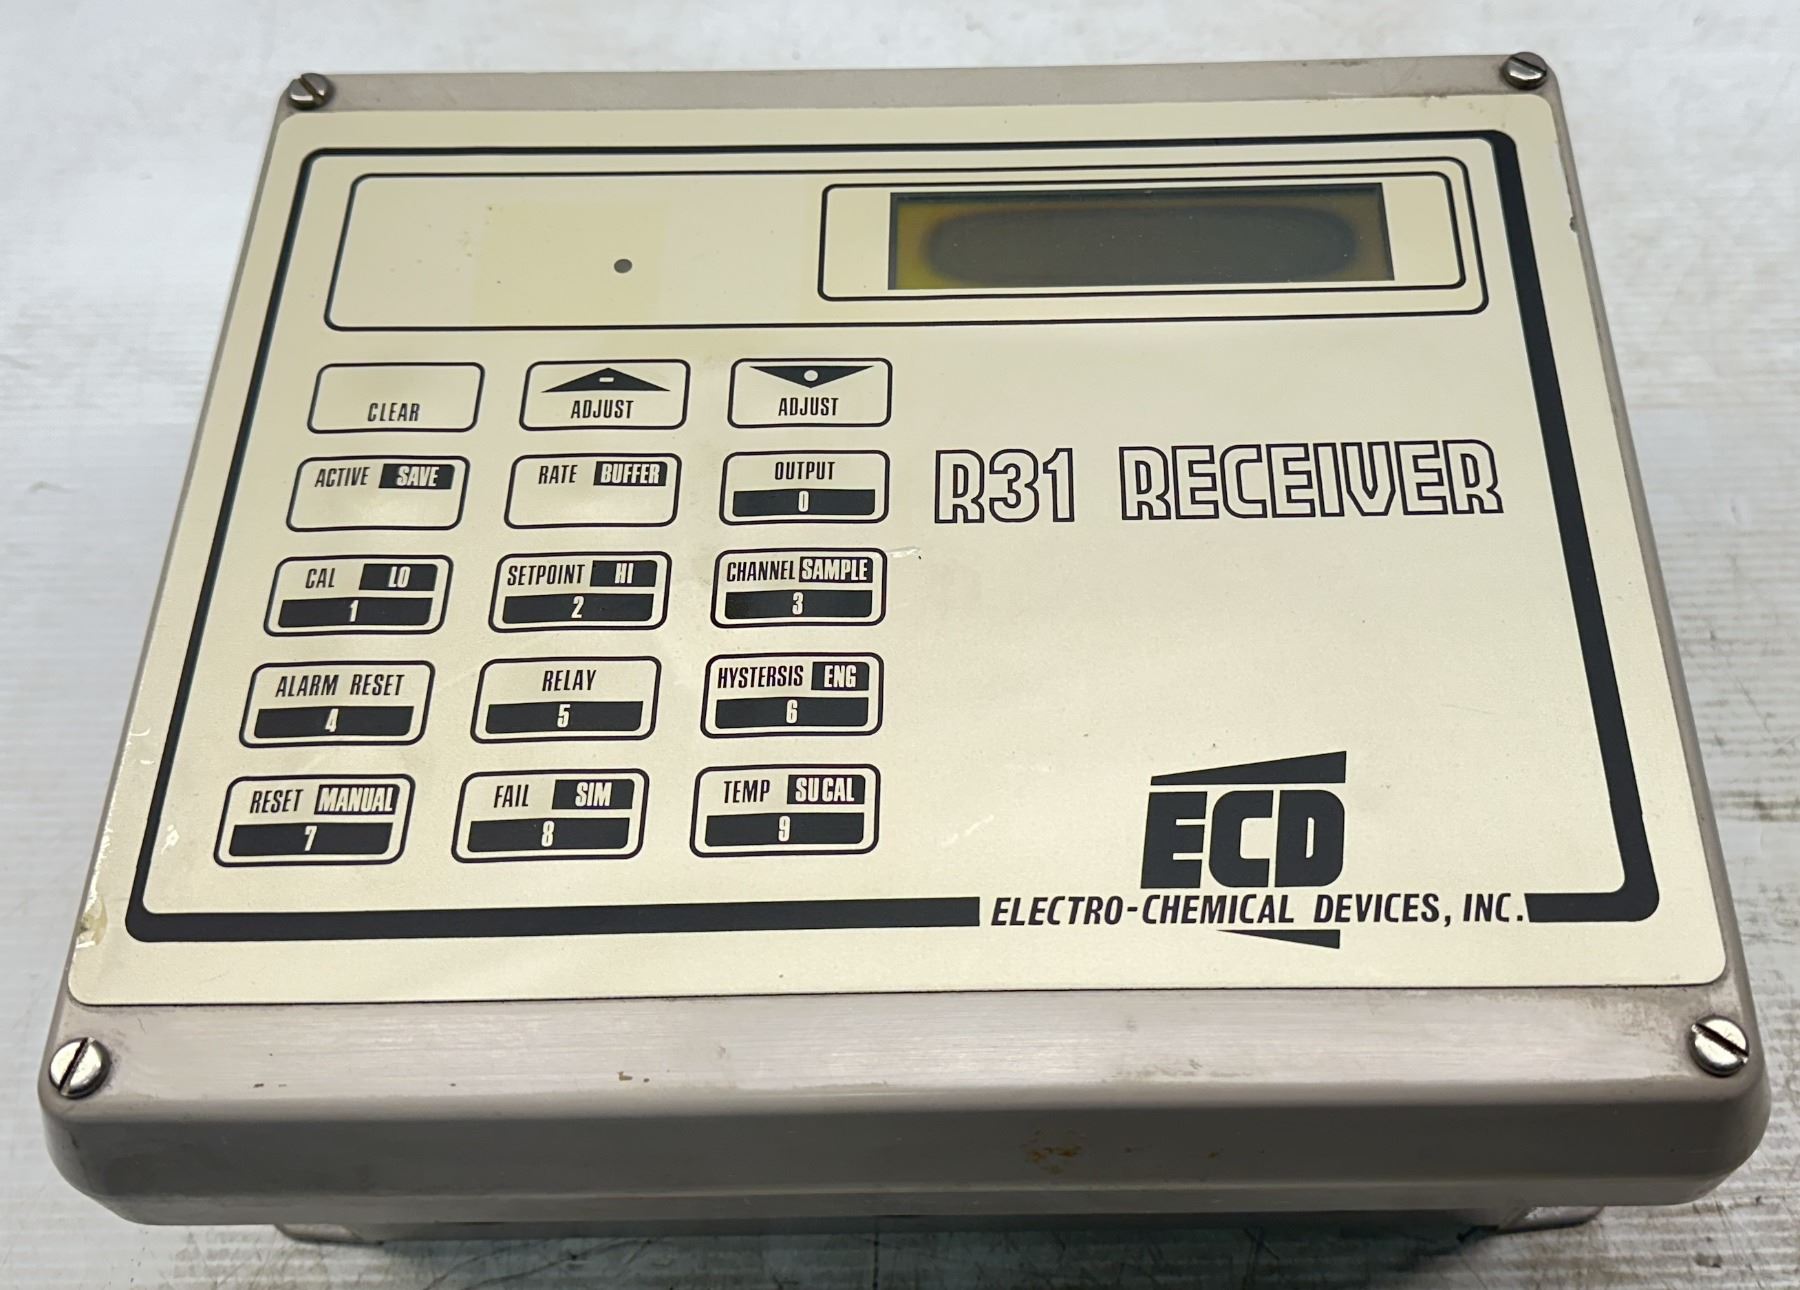 CLEAR
ADJUST
ADJUST
ACTIVE SAVE
RATE BUFFER
OUTPUT
0
R31 RECEIVER
CAL LO
1
SETPOINT HI
2
CHANNEL SAMPLE
3
ALARM RESET
4
RELAY
5
HYSTERSIS ENG
6
RESET MANUAL
7
FAIL SIM
8
TEMP SUCAL
9
ECD
ELECTRO-CHEMICAL DEVICES, INC.